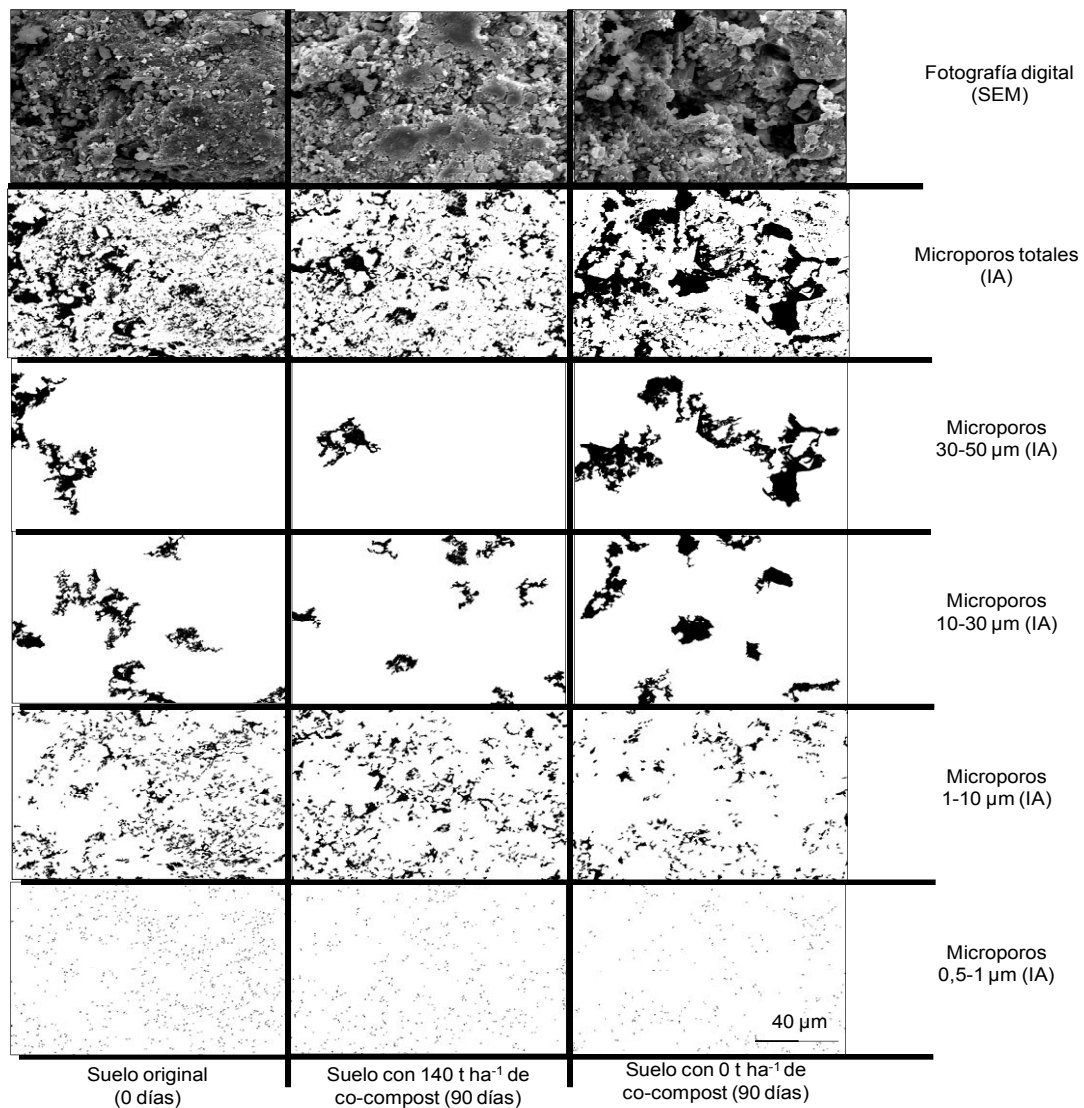 Fotografía digital
(SEM)
Microporos totales
(IA)
Microporos
30-50 µm (IA)
Microporos
10-30 µm (IA)
Microporos
1-10 µm (IA)
Microporos
0,5-1 µm (IA)
40 µm
Suelo original
(0 días)
Suelo con 140 t ha⁻¹ de
co-compost (90 días)
Suelo con 0 t ha⁻¹ de
co-compost (90 días)